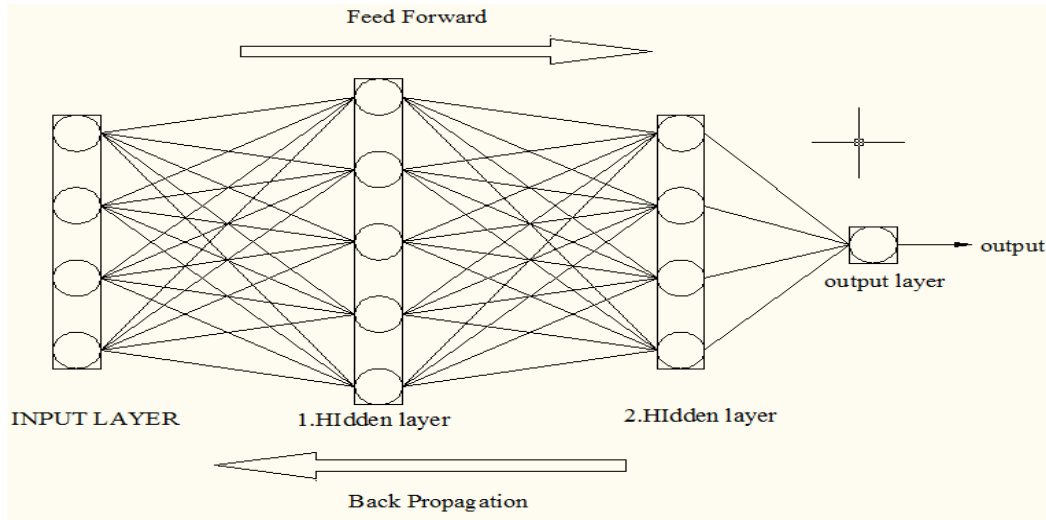 Feed Forward
output
output layer
INPUT LAYER
1.HIdden layer
2.HIdden layer
Back Propagation